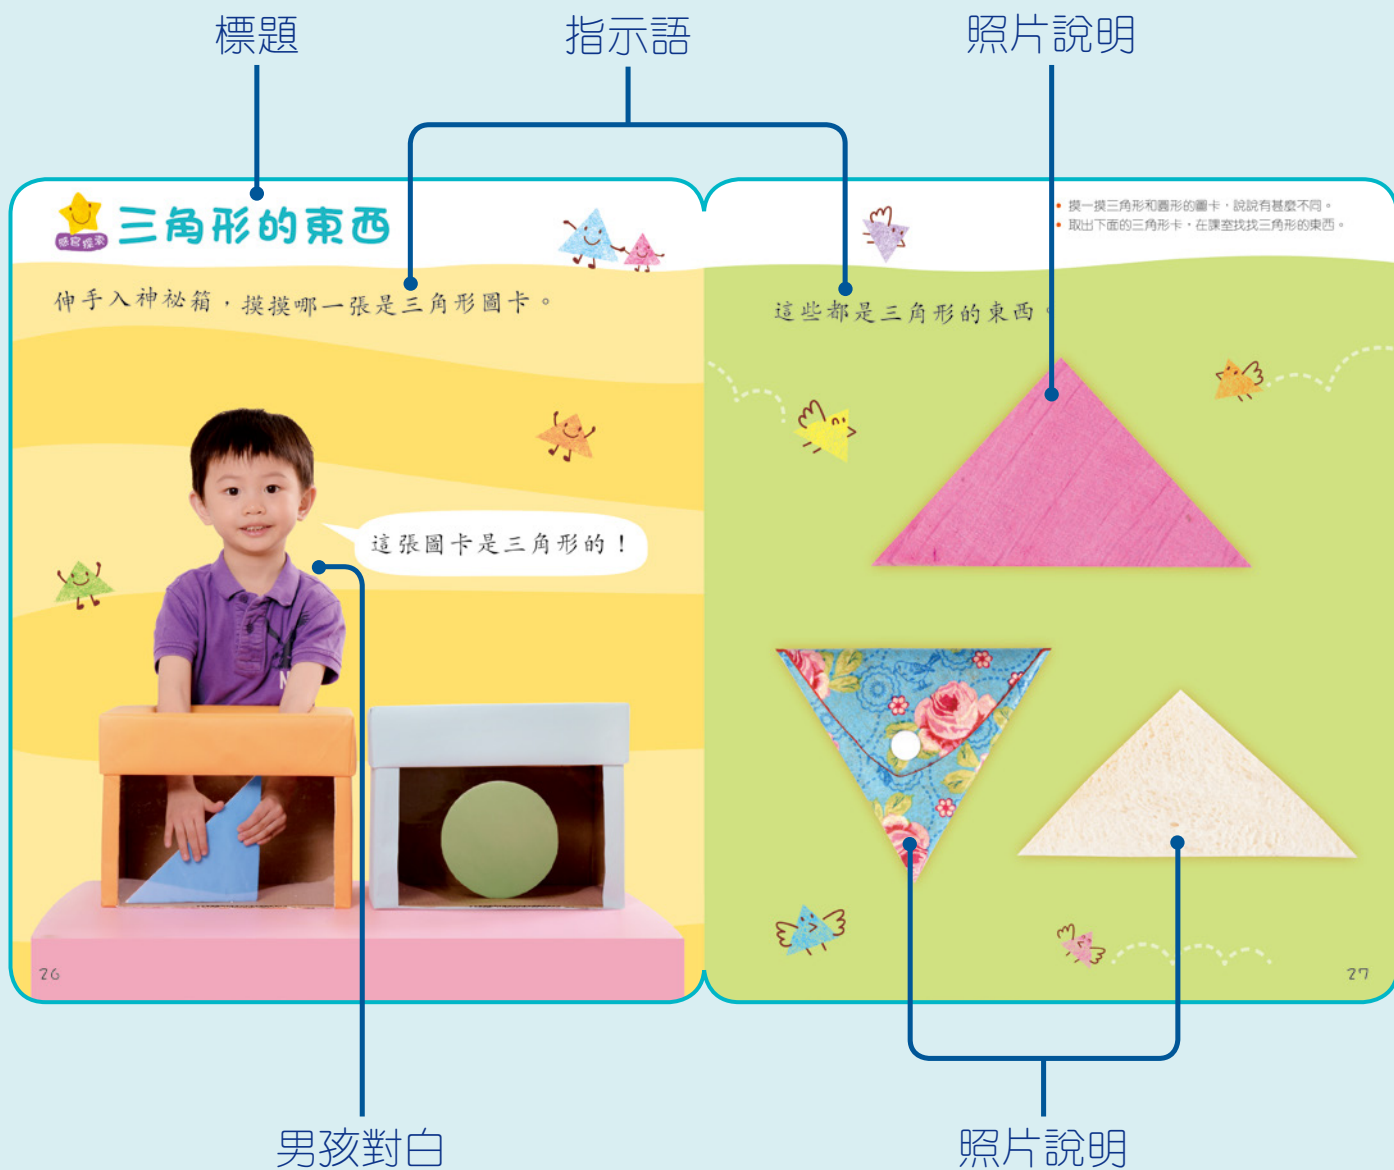 標題
指示語
照片說明
感官探索
三角形的東西
伸手入神祕箱，摸摸哪一張是三角形圖卡。
這張圖卡是三角形的！
26
摸一摸三角形和圓形的圖卡，說說有甚麼不同。
取出下面的三角形卡，在課室找找三角形的東西。
這些都是三角形的東西。
27
男孩對白
照片說明